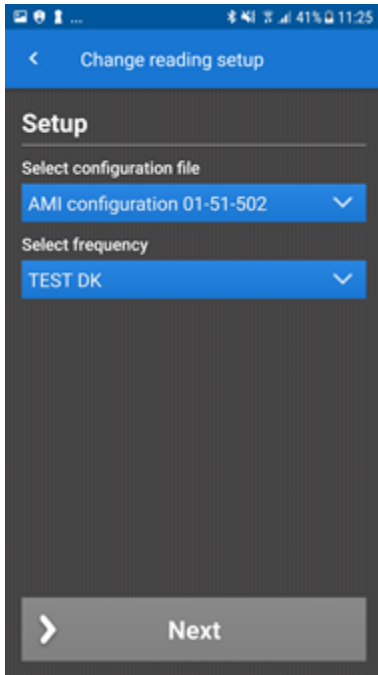 ... 41% 11:25
Change reading setup
Setup
Select configuration file
AMI configuration 01-51-502
Select frequency
TEST DK
Next